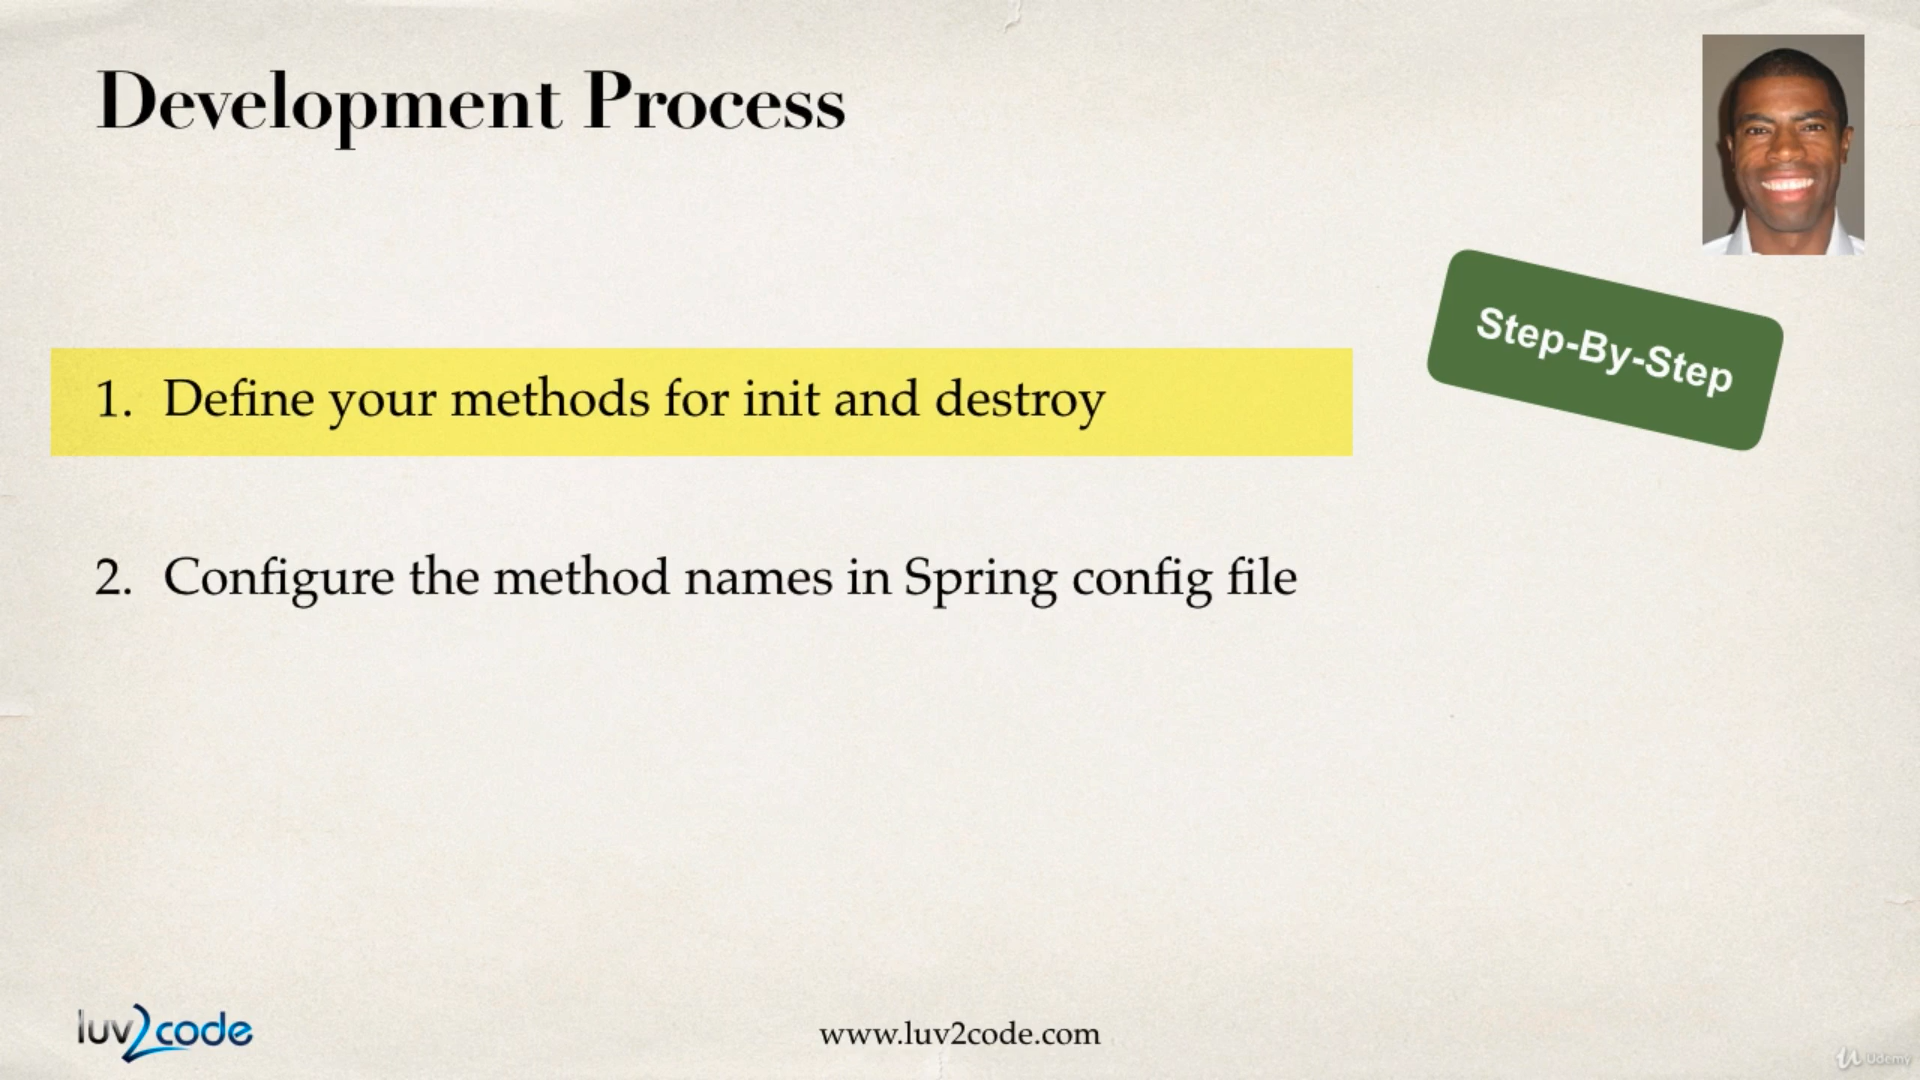 Development Process
Step-By-Step
1. Define your methods for init and destroy
2. Configure the method names in Spring config file
luv2code
www.luv2code.com
Udemy